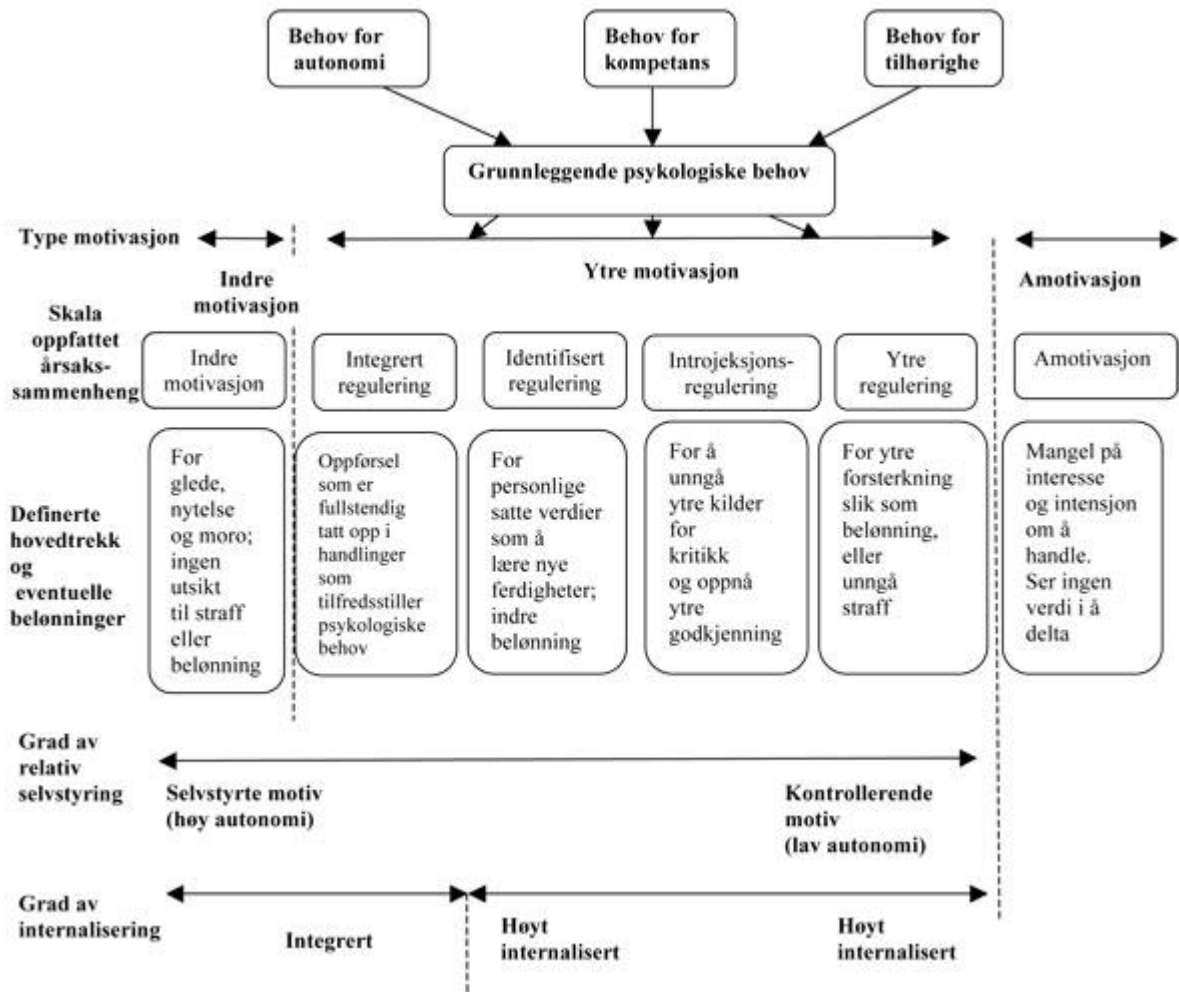 Behov for
autonomi
Behov for
kompetans
Behov for
tilhørighe
Grunnleggende psykologiske behov
Type motivasjon
Indre
motivasjon
Ytre motivasjon
Amotivasjon
Skala
oppfattet
årsaks-
sammenheng
Indre
motivasjon
Integrert
regulering
Identifisert
regulering
Introjeksjons-
regulering
Ytre
regulering
Amotivasjon
Definerte
hovedtrekk
og
eventuelle
belønninger
For
glede,
nytelse
og moro;
ingen
utsikt
til straff
eller
belønning
Oppførsel
som er
fullstendig
tatt opp i
handlinger
som
tilfredsstiller
psykologiske
behov
For
personlige
satte verdier
som å
lære nye
ferdigheter;
indre
belønning
For å
unngå
ytre kilder
for
kritikk
og oppnå
ytre
godkjenning
For ytre
forsterkning
slik som
belønning,
eller
unngå
straff
Mangel på
interesse
og intensjon
om å
handle.
Ser ingen
verdi i å
delta
Grad av
relativ
selvstyring
Selvstyrte motiv
(høy autonomi)
Kontrollerende
motiv
(lav autonomi)
Grad av
internalisering
Integrert
Høyt
internalisert
Høyt
internalisert